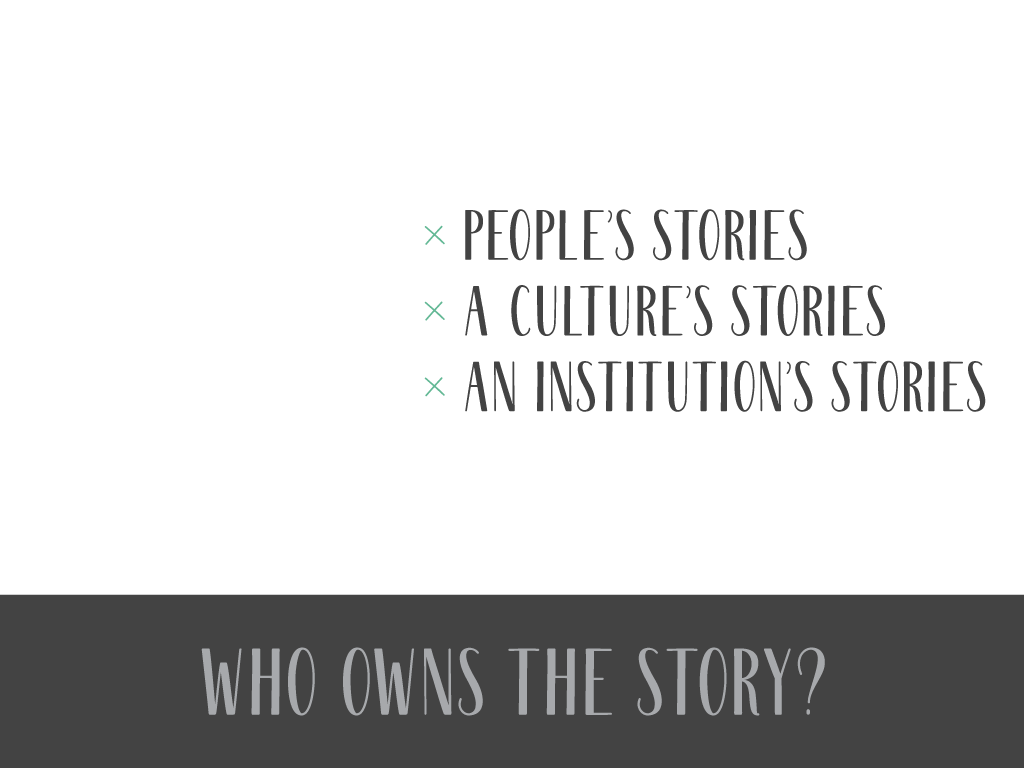 × PEOPLE'S STORIES
× A CULTURE'S STORIES
× AN INSTITUTION'S STORIES
WHO OWNS THE STORY?